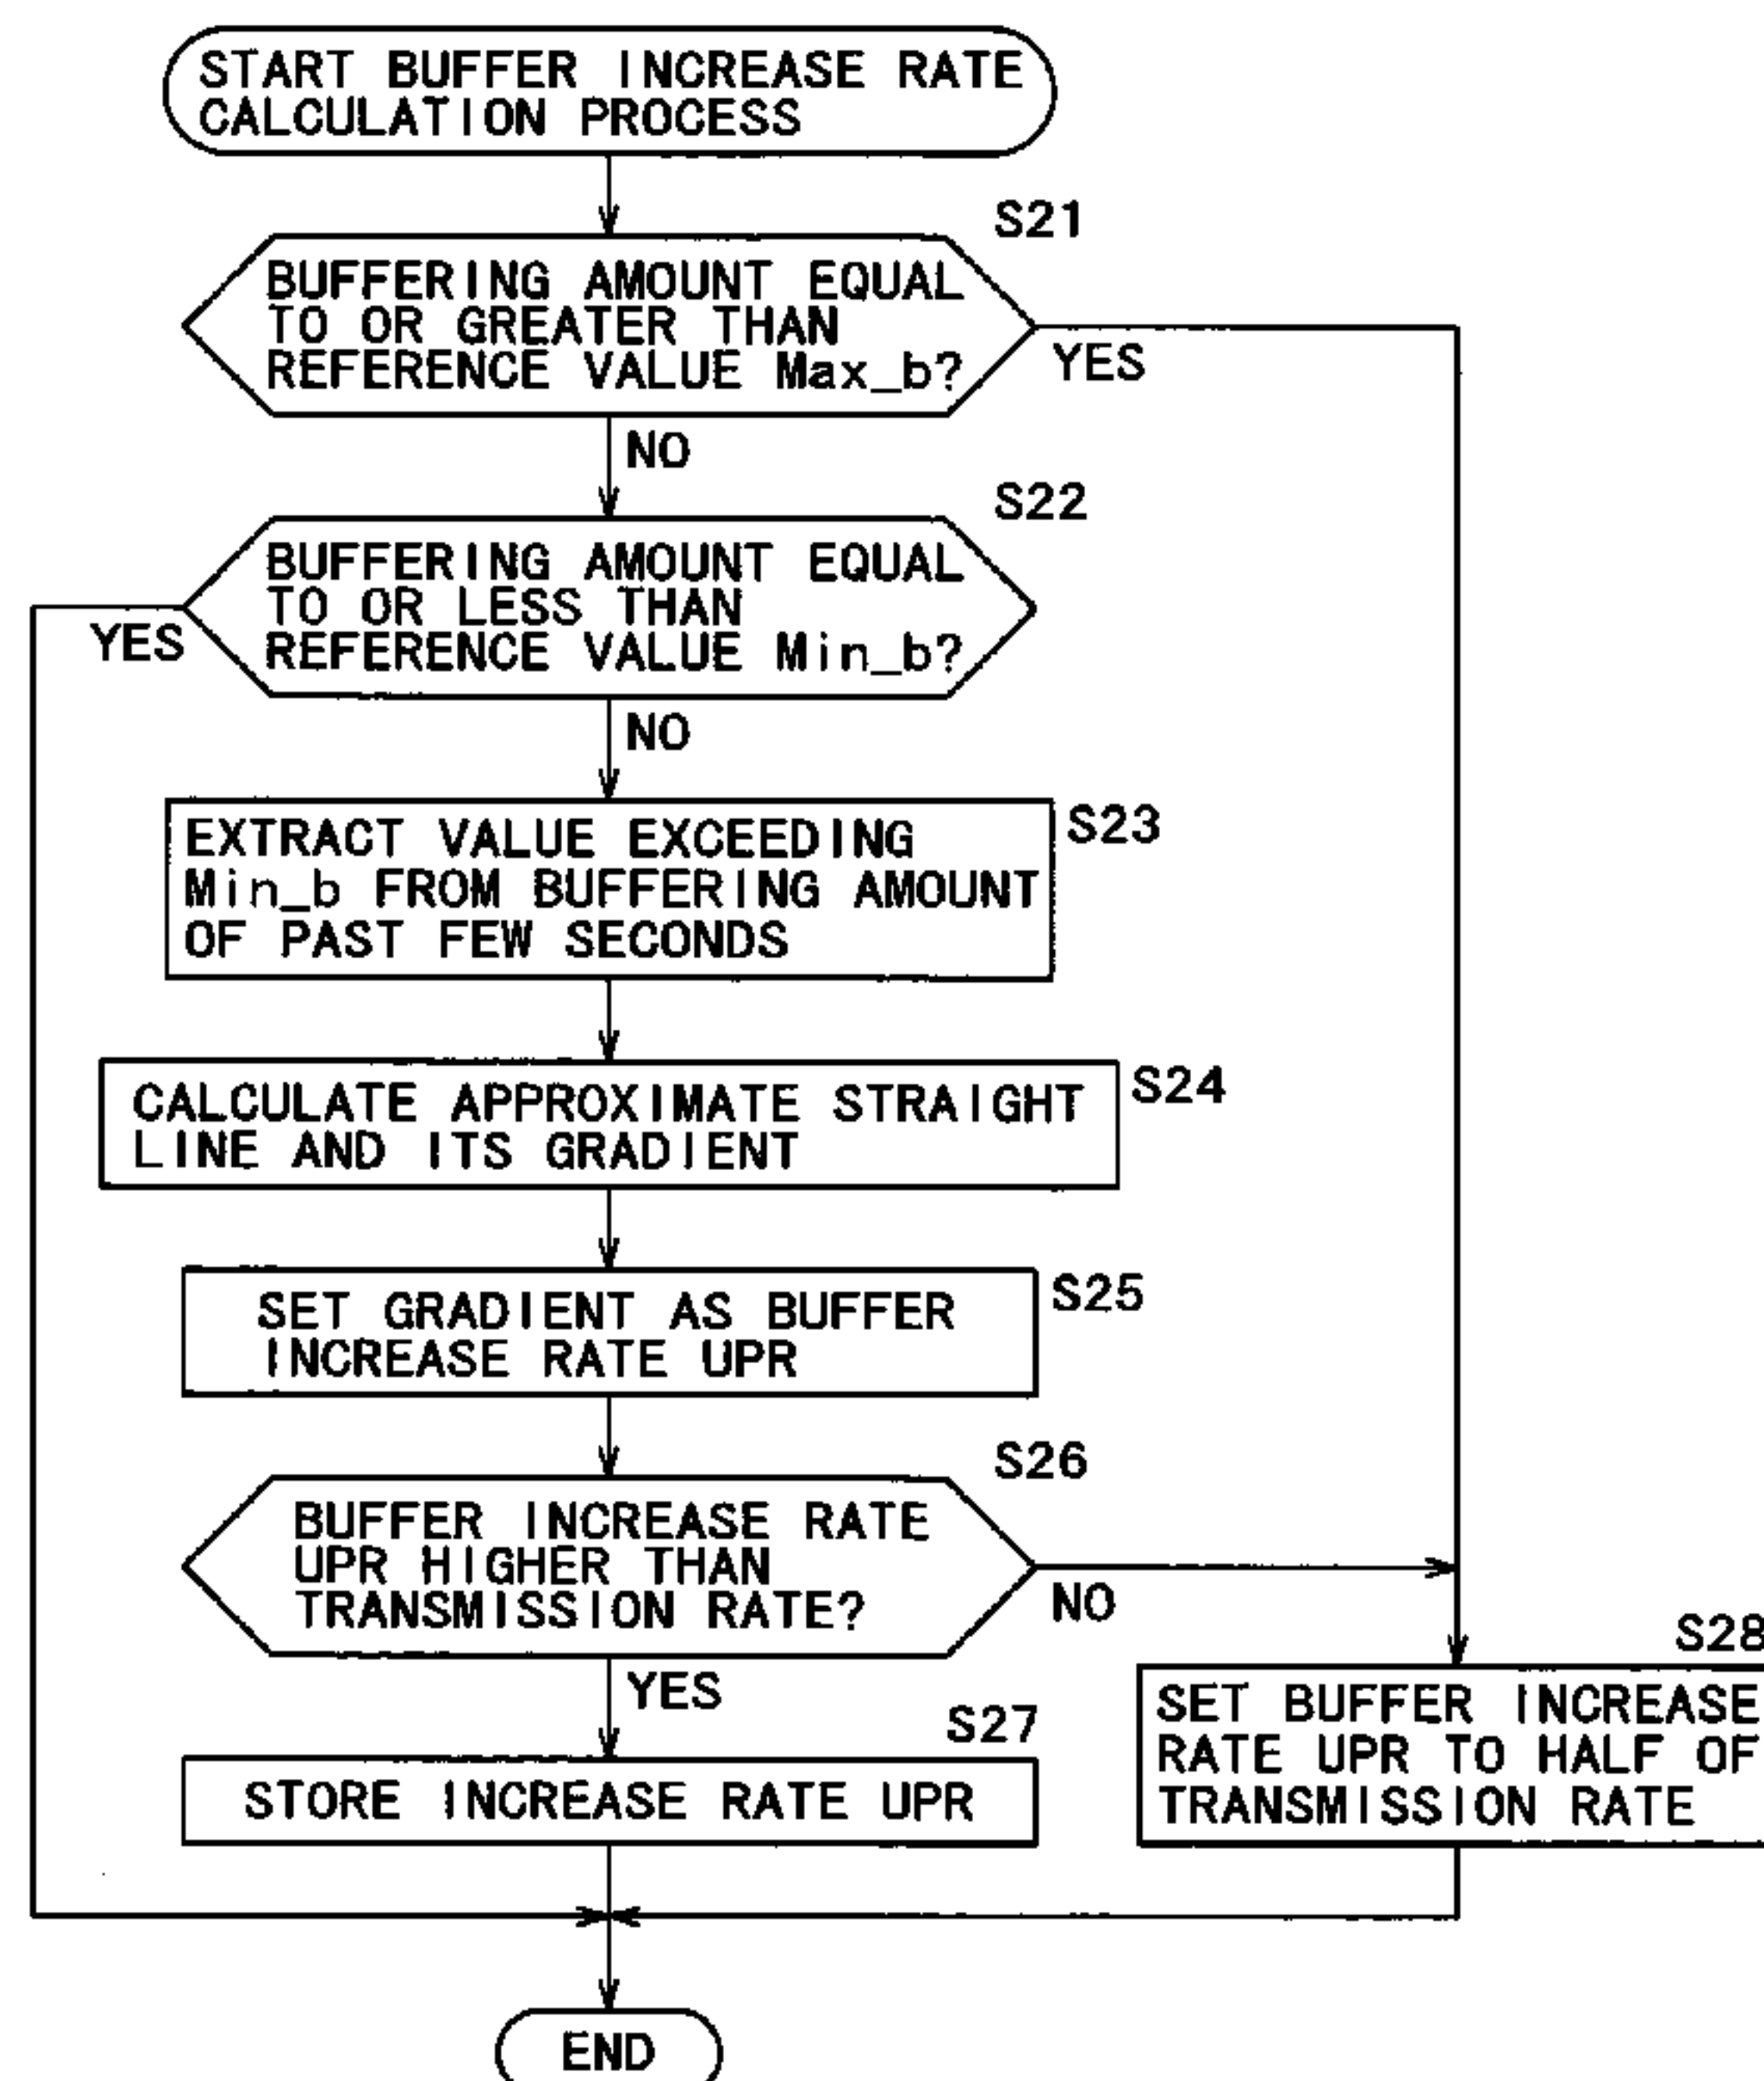 START BUFFER INCREASE RATE
CALCULATION PROCESS
S21
BUFFERING AMOUNT EQUAL
TO OR GREATER THAN
REFERENCE VALUE Max_b?
YES
NO
S22
BUFFERING AMOUNT EQUAL
TO OR LESS THAN
REFERENCE VALUE Min_b?
YES
NO
S23
EXTRACT VALUE EXCEEDING
Min_b FROM BUFFERING AMOUNT
OF PAST FEW SECONDS
S24
CALCULATE APPROXIMATE STRAIGHT
LINE AND ITS GRADIENT
S25
SET GRADIENT AS BUFFER
INCREASE RATE UPR
S26
BUFFER INCREASE RATE
UPR HIGHER THAN
TRANSMISSION RATE?
NO
YES
S27
STORE INCREASE RATE UPR
S28
SET BUFFER INCREASE
RATE UPR TO HALF OF
TRANSMISSION RATE
END